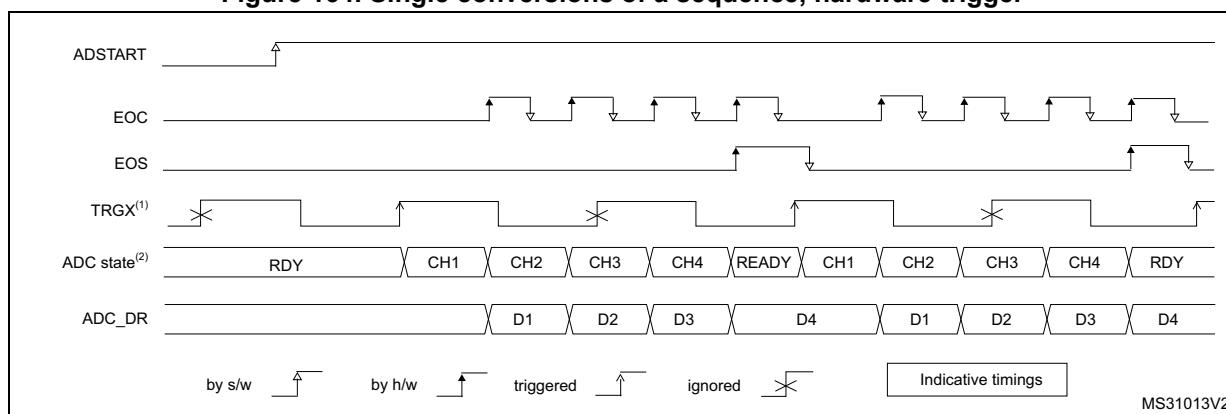 Figure 164. Single conversions of a sequence, hardware trigger
ADSTART
EOC
EOS
TRGX(1)
ADC state(2) RDY CH1 CH2 CH3 CH4 READY CH1 CH2 CH3 CH4 RDY
ADC_DR D1 D2 D3 D4 D1 D2 D3 D4
by s/w by h/w triggered ignored Indicative timings
MS31013V2